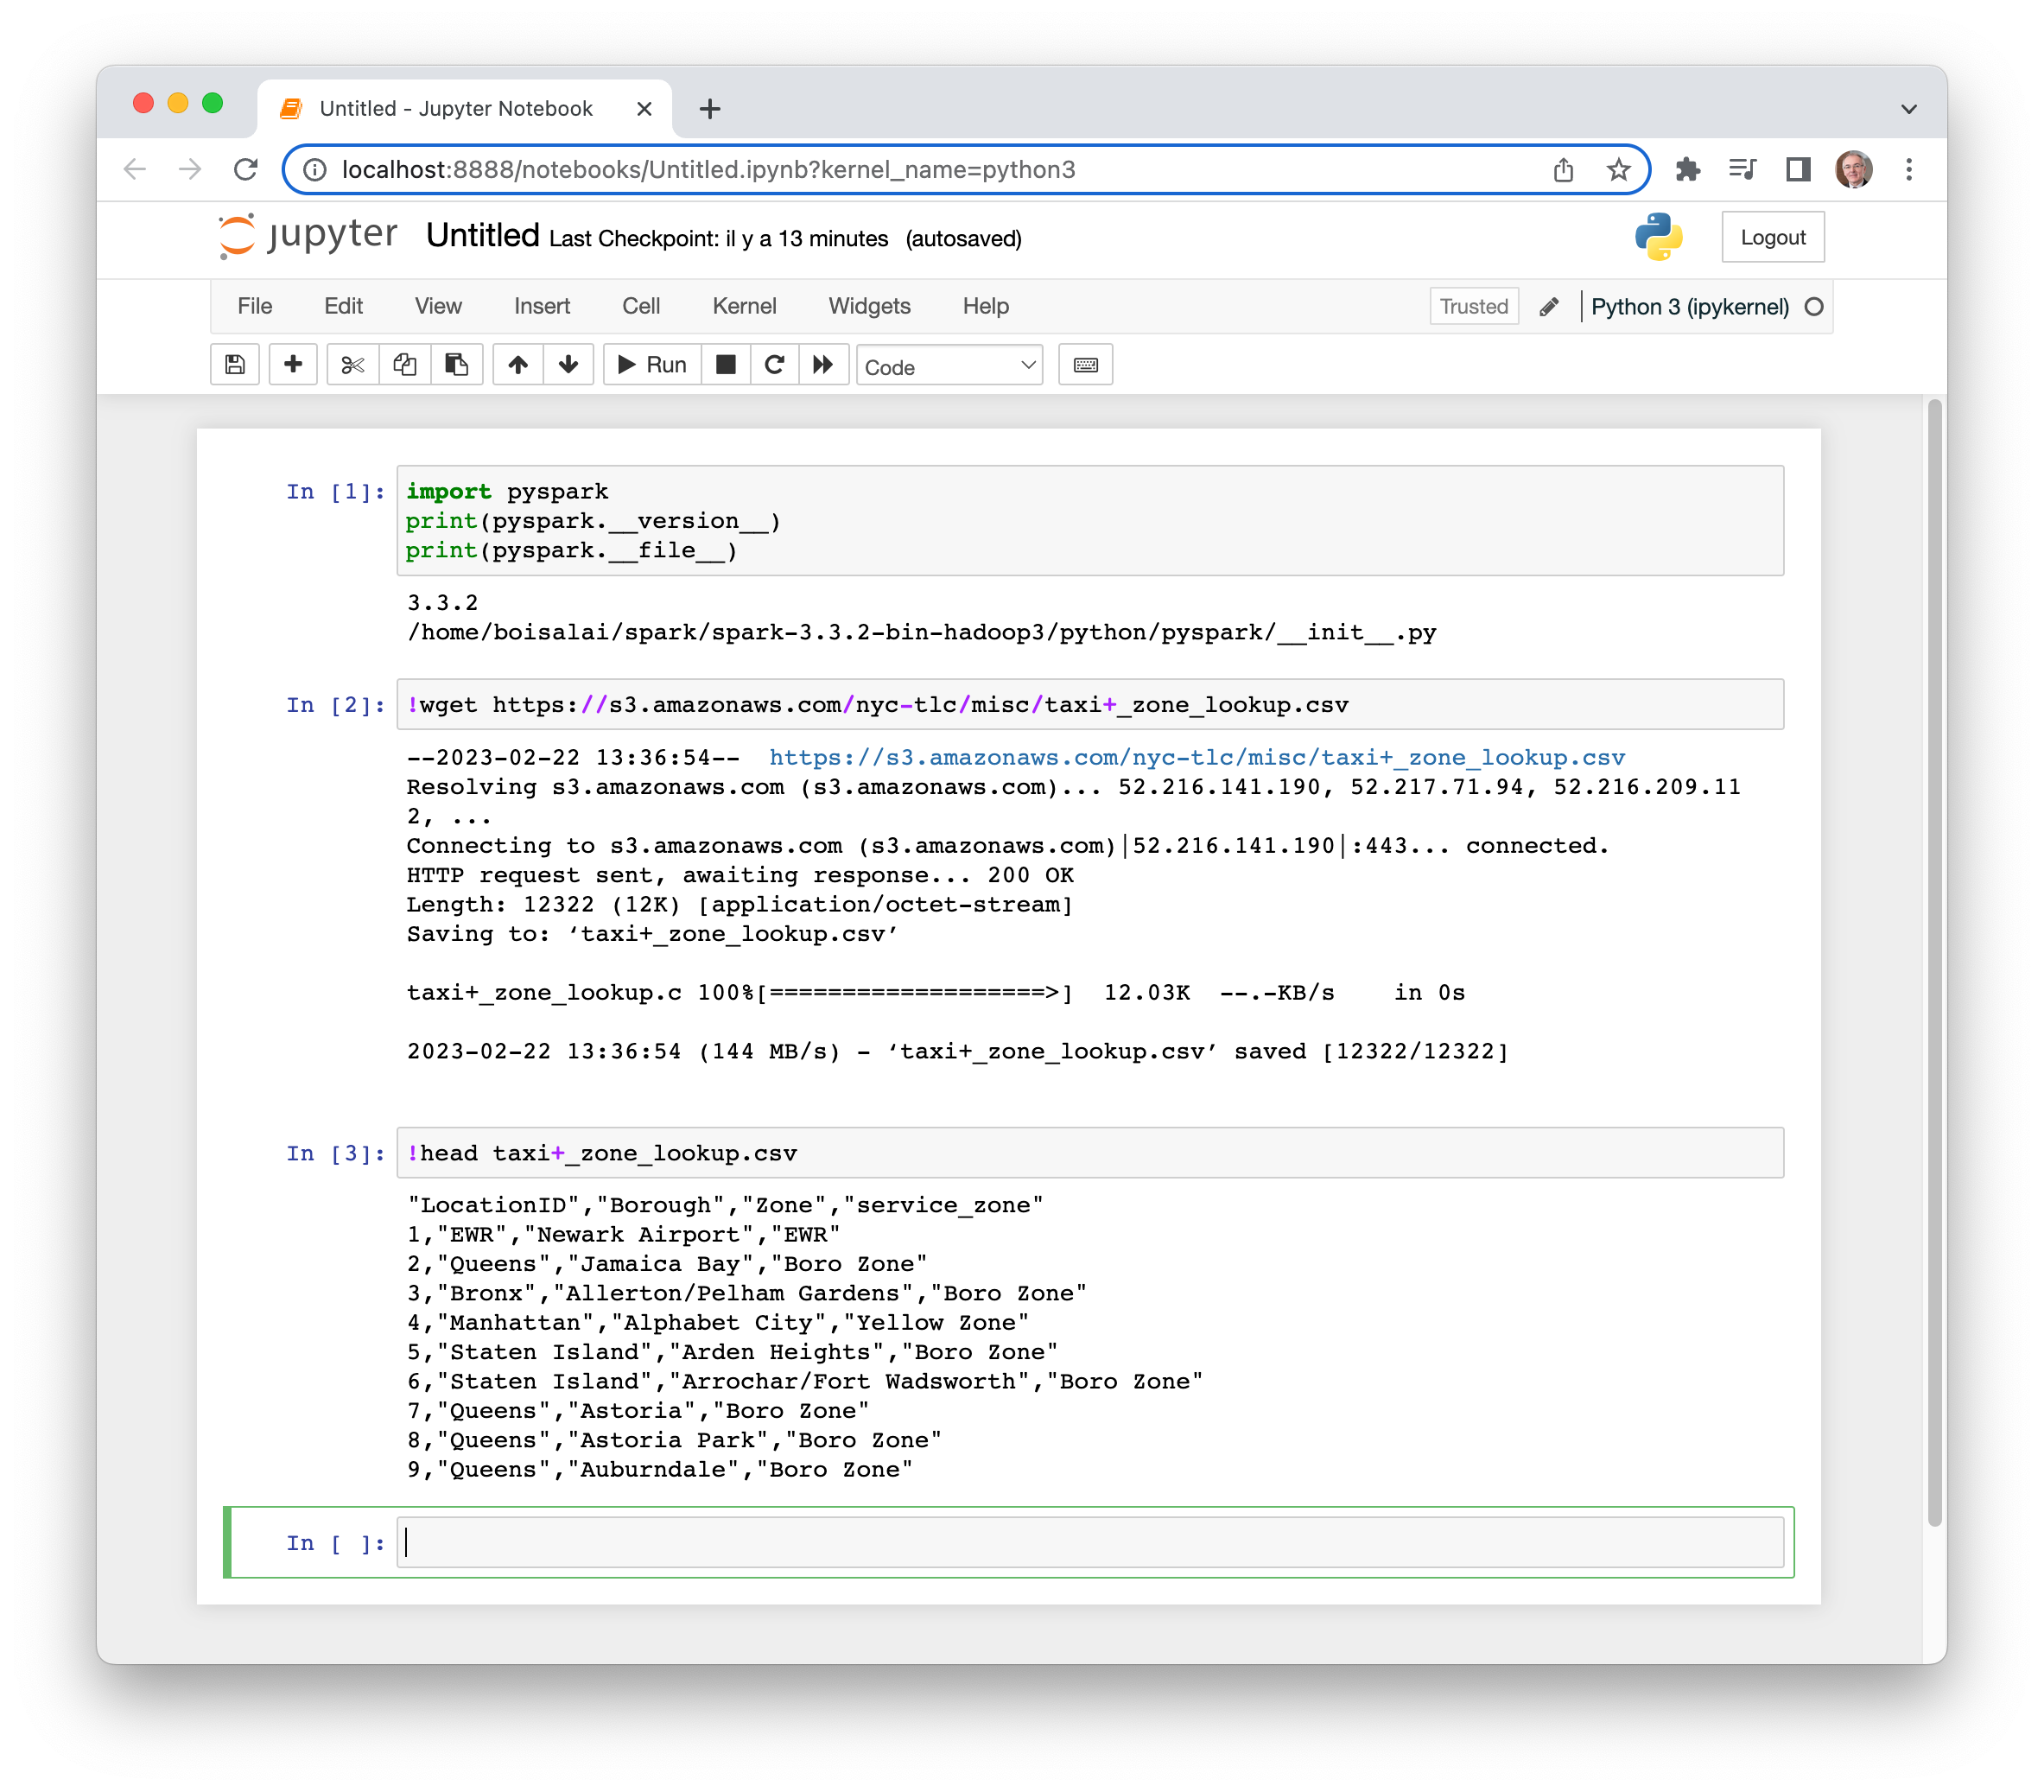 Untitled - Jupyter Notebook
localhost:8888/notebooks/Untitled.ipynb?kernel_name=python3
jupyter Untitled Last Checkpoint: il y a 13 minutes (autosaved)
Logout
File Edit View Insert Cell Kernel Widgets Help
Trusted Python 3 (ipykernel)
Run Code
In [1]: import pyspark
print(pyspark.__version__)
print(pyspark.__file__)
3.3.2
/home/boisalai/spark/spark-3.3.2-bin-hadoop3/python/pyspark/__init__.py
In [2]: !wget https://s3.amazonaws.com/nyc-tlc/misc/taxi+_zone_lookup.csv
--2023-02-22 13:36:54--  https://s3.amazonaws.com/nyc-tlc/misc/taxi+_zone_lookup.csv
Resolving s3.amazonaws.com (s3.amazonaws.com)... 52.216.141.190, 52.217.71.94, 52.216.209.11
2, ...
Connecting to s3.amazonaws.com (s3.amazonaws.com)|52.216.141.190|:443... connected.
HTTP request sent, awaiting response... 200 OK
Length: 12322 (12K) [application/octet-stream]
Saving to: ‘taxi+_zone_lookup.csv’
taxi+_zone_lookup.c 100%[===================>]  12.03K  --.-KB/s    in 0s
2023-02-22 13:36:54 (144 MB/s) - ‘taxi+_zone_lookup.csv’ saved [12322/12322]
In [3]: !head taxi+_zone_lookup.csv
"LocationID","Borough","Zone","service_zone"
1,"EWR","Newark Airport","EWR"
2,"Queens","Jamaica Bay","Boro Zone"
3,"Bronx","Allerton/Pelham Gardens","Boro Zone"
4,"Manhattan","Alphabet City","Yellow Zone"
5,"Staten Island","Arden Heights","Boro Zone"
6,"Staten Island","Arrochar/Fort Wadsworth","Boro Zone"
7,"Queens","Astoria","Boro Zone"
8,"Queens","Astoria Park","Boro Zone"
9,"Queens","Auburndale","Boro Zone"
In [ ]: